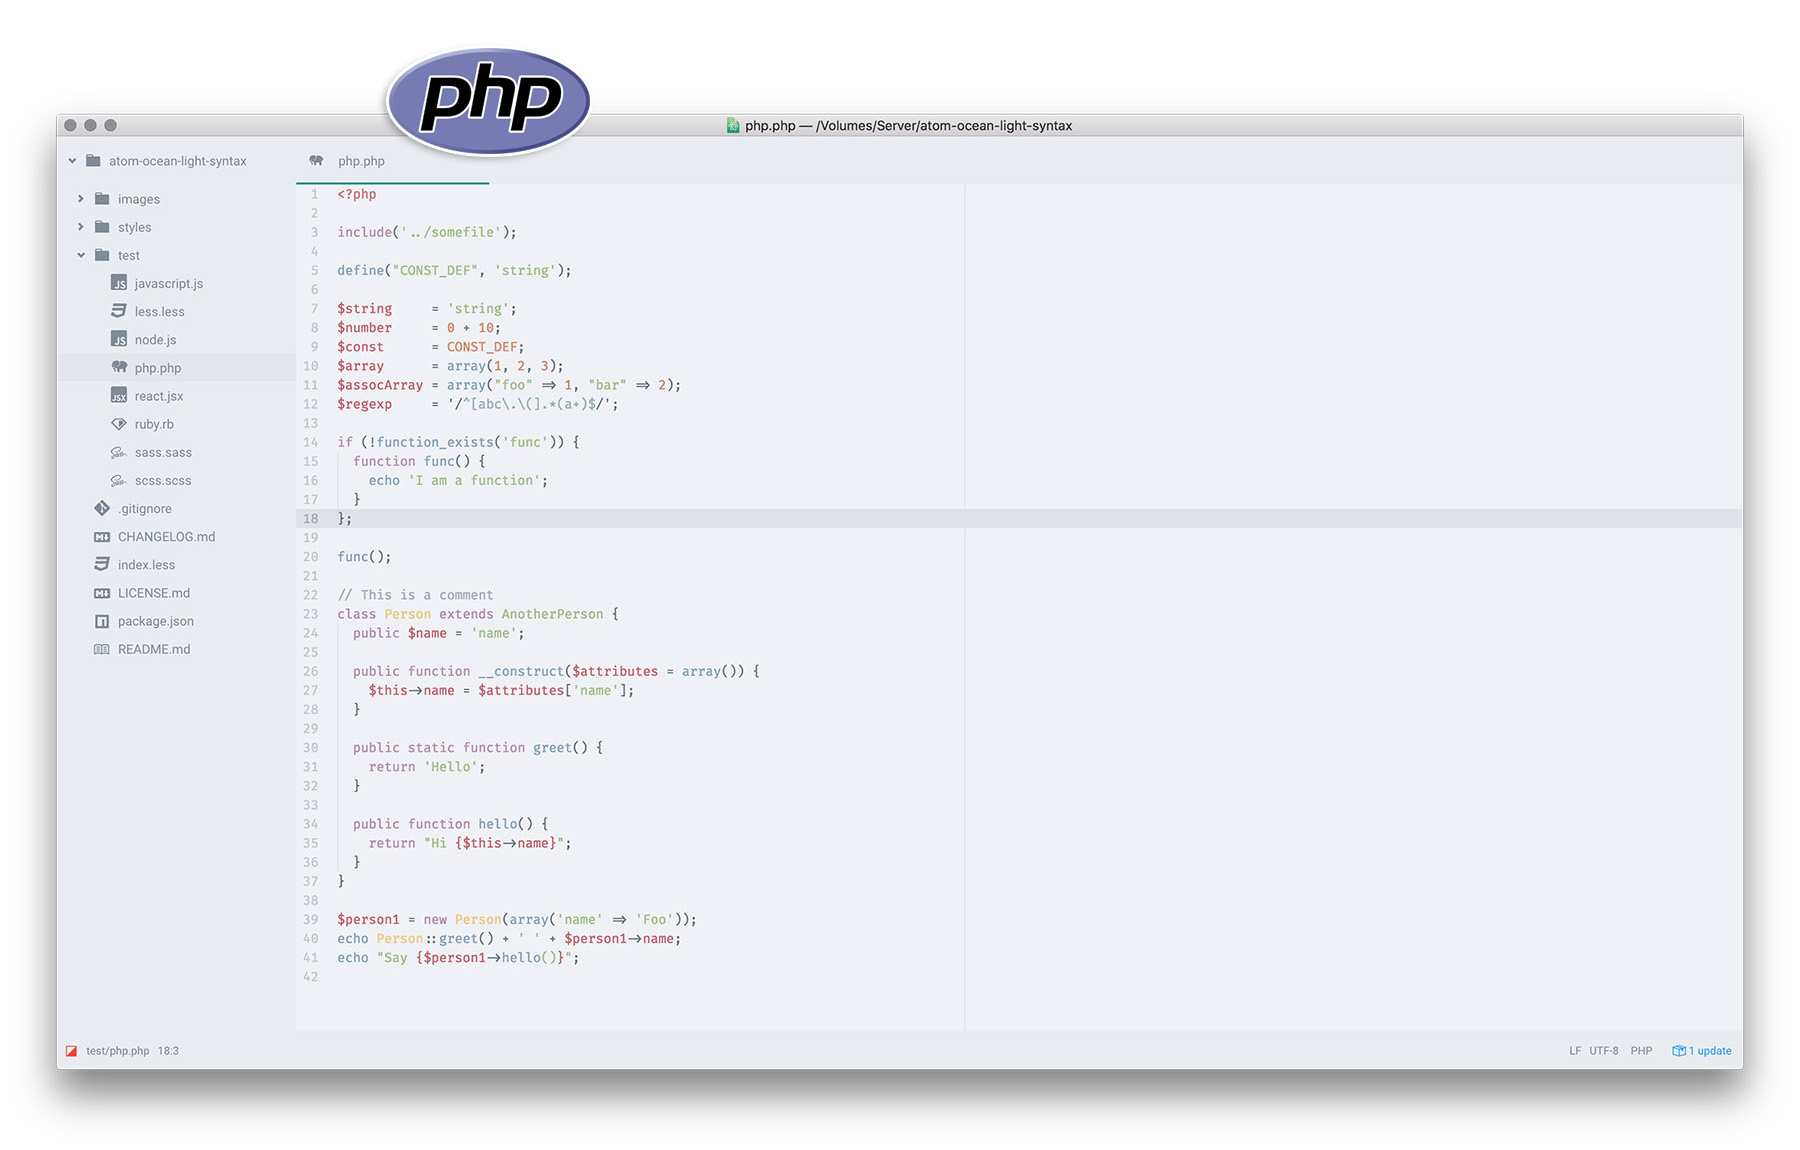 php
php.php — /Volumes/Server/atom-ocean-light-syntax
atom-ocean-light-syntax
images
styles
test
javascript.js
less.less
node.js
php.php
react.jsx
ruby.rb
sass.sass
scss.scss
.gitignore
CHANGELOG.md
index.less
LICENSE.md
package.json
README.md
php.php
1 <?php
2
3 include('../somefile');
4
5 define("CONST_DEF", 'string');
6
7 $string     = 'string';
8 $number     = 0 + 10;
9 $const      = CONST_DEF;
10 $array      = array(1, 2, 3);
11 $assocArray = array("foo" => 1, "bar" => 2);
12 $regexp     = '/^[abc\.\(].*(a+)$/';
13
14 if (!function_exists('func')) {
15   function func() {
16     echo 'I am a function';
17   }
18 };
19
20 func();
21
22 // This is a comment
23 class Person extends AnotherPerson {
24   public $name = 'name';
25
26   public function __construct($attributes = array()) {
27     $this->name = $attributes['name'];
28   }
29
30   public static function greet() {
31     return 'Hello';
32   }
33
34   public function hello() {
35     return "Hi {$this->name}";
36   }
37 }
38
39 $person1 = new Person(array('name' => 'Foo'));
40 echo Person::greet() + ' ' + $person1->name;
41 echo "Say {$person1->hello()}";
42
test/php.php 18:3
LF UTF-8 PHP 1 update